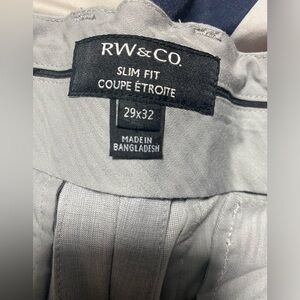 RW&CO.
SLIM FIT
COUPE ÉTROITE
29x32
MADE IN
BANGLADESH